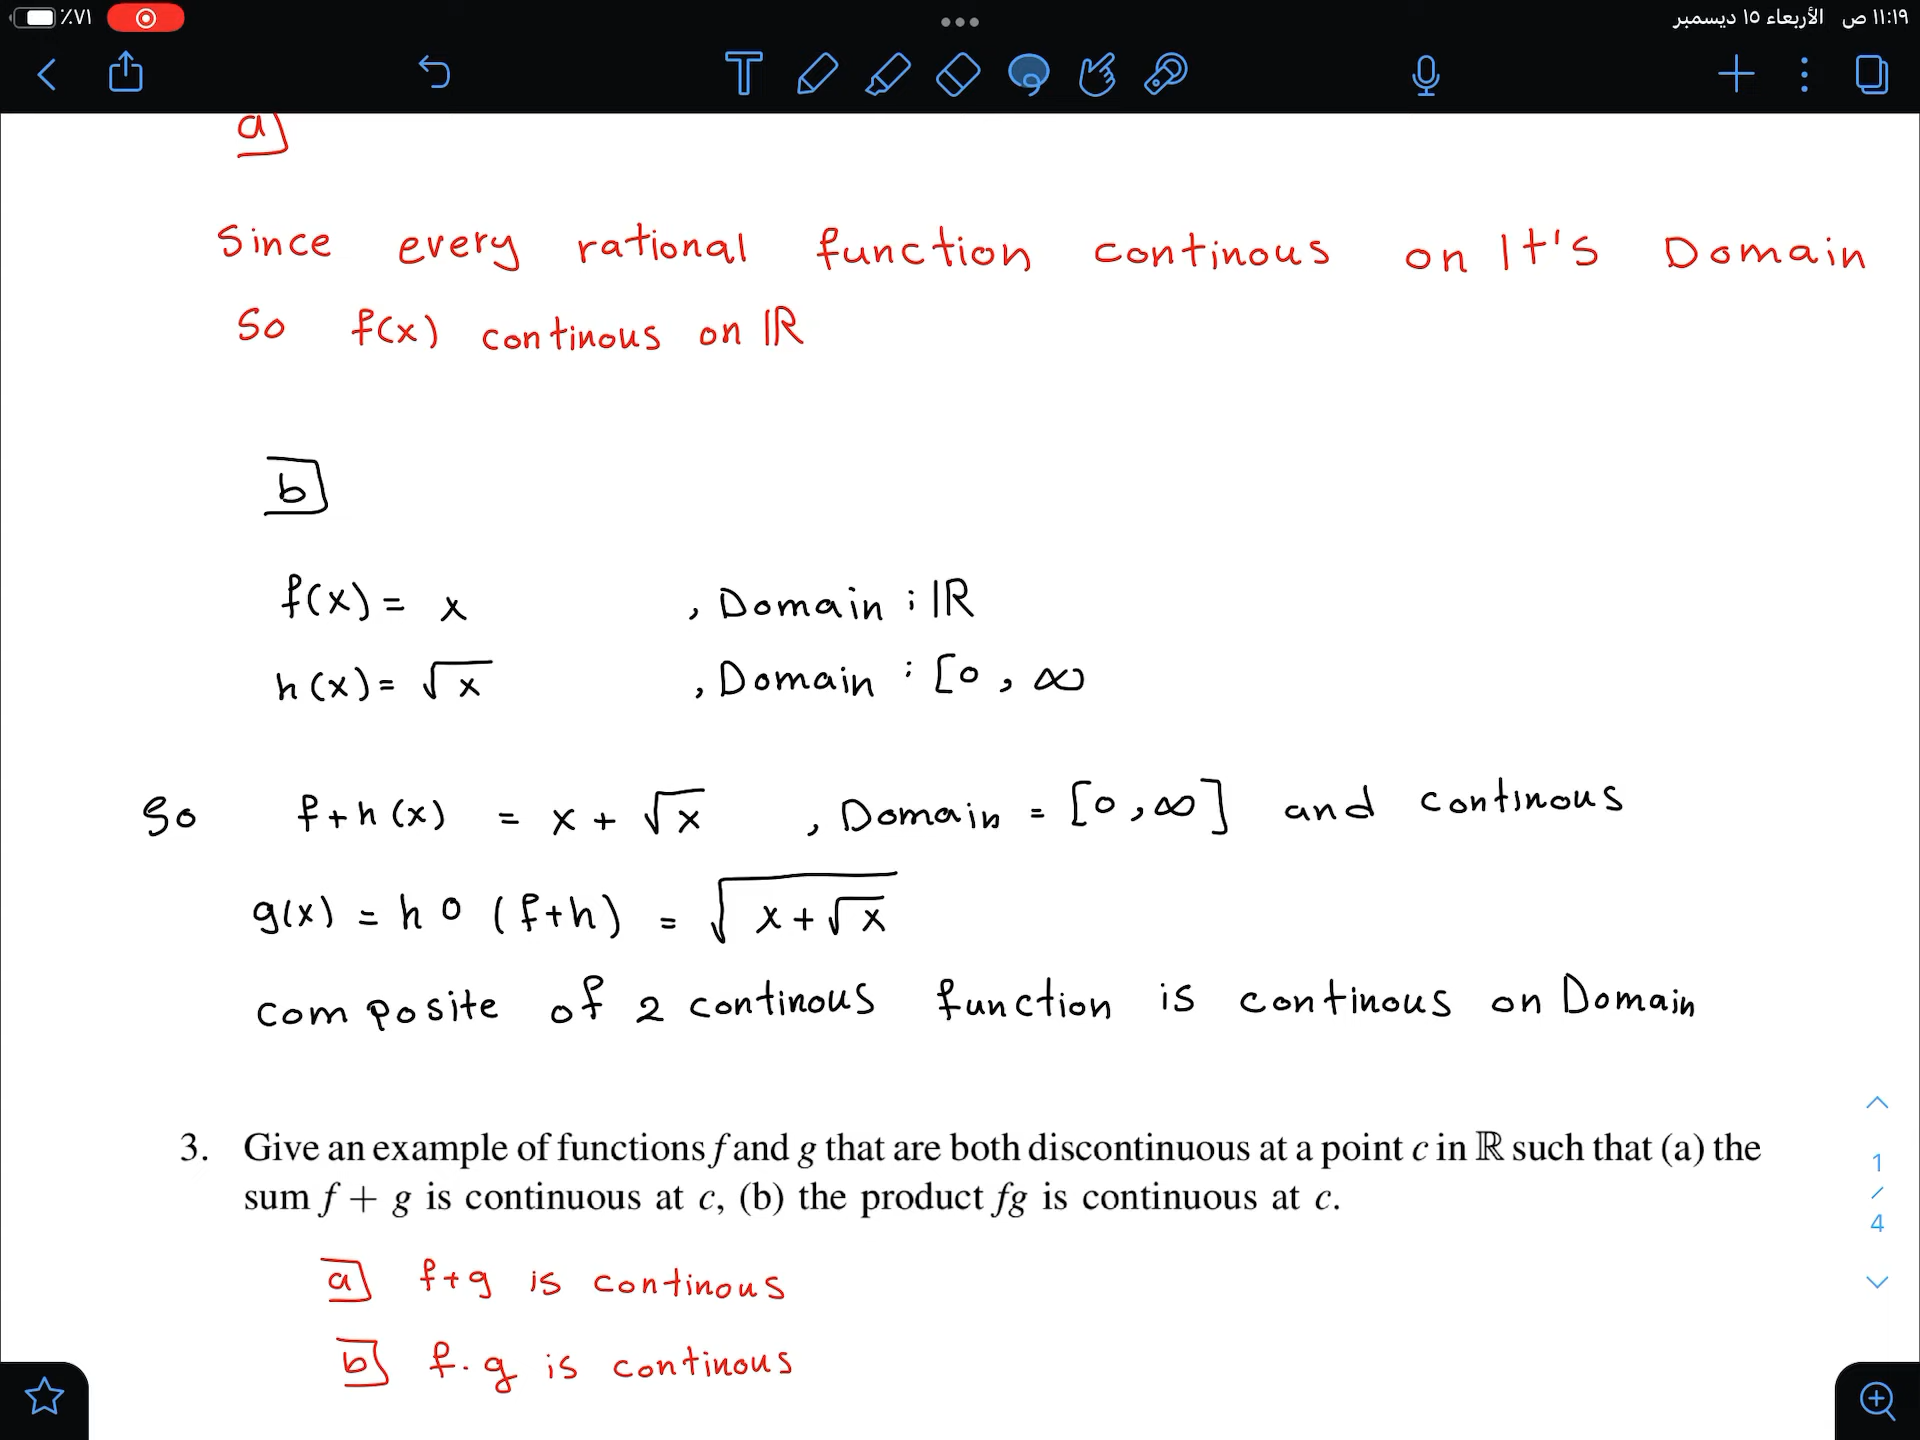 ٪٧١
١١:١٩ ص الأربعاء ١٥ ديسمبر
T
a
Since every rational function continous on It's Domain
So f(x) continous on ℝ
b
f(x) = x , Domain : ℝ
h(x) = √x , Domain : [0 , ∞
So f+h (x) = x + √x , Domain = [0 , ∞] and continous
g(x) = h o (f+h) = √(x + √x)
composite of 2 continous function is continous on Domain
3. Give an example of functions f and g that are both discontinuous at a point c in ℝ such that (a) the
sum f + g is continuous at c, (b) the product fg is continuous at c.
a f+g is continous
b f.g is continous
1
/
4